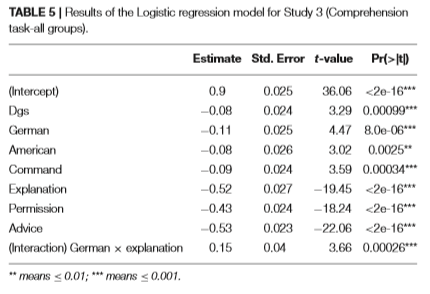 TABLE 5 | Results of the Logistic regression model for Study 3 (Comprehension
task-all groups).
Estimate Std. Error t-value Pr(>|t|)
(Intercept) 0.9 0.025 36.06 <2e-16***
Dgs −0.08 0.024 3.29 0.00099***
German −0.11 0.025 4.47 8.0e-06***
American −0.08 0.026 3.02 0.0025**
Command −0.09 0.024 3.59 0.00034***
Explanation −0.52 0.027 −19.45 <2e-16***
Permission −0.43 0.024 −18.24 <2e-16***
Advice −0.53 0.023 −22.06 <2e-16***
(Interaction) German × explanation 0.15 0.04 3.66 0.00026***
** means ≤ 0.01; *** means ≤ 0.001.